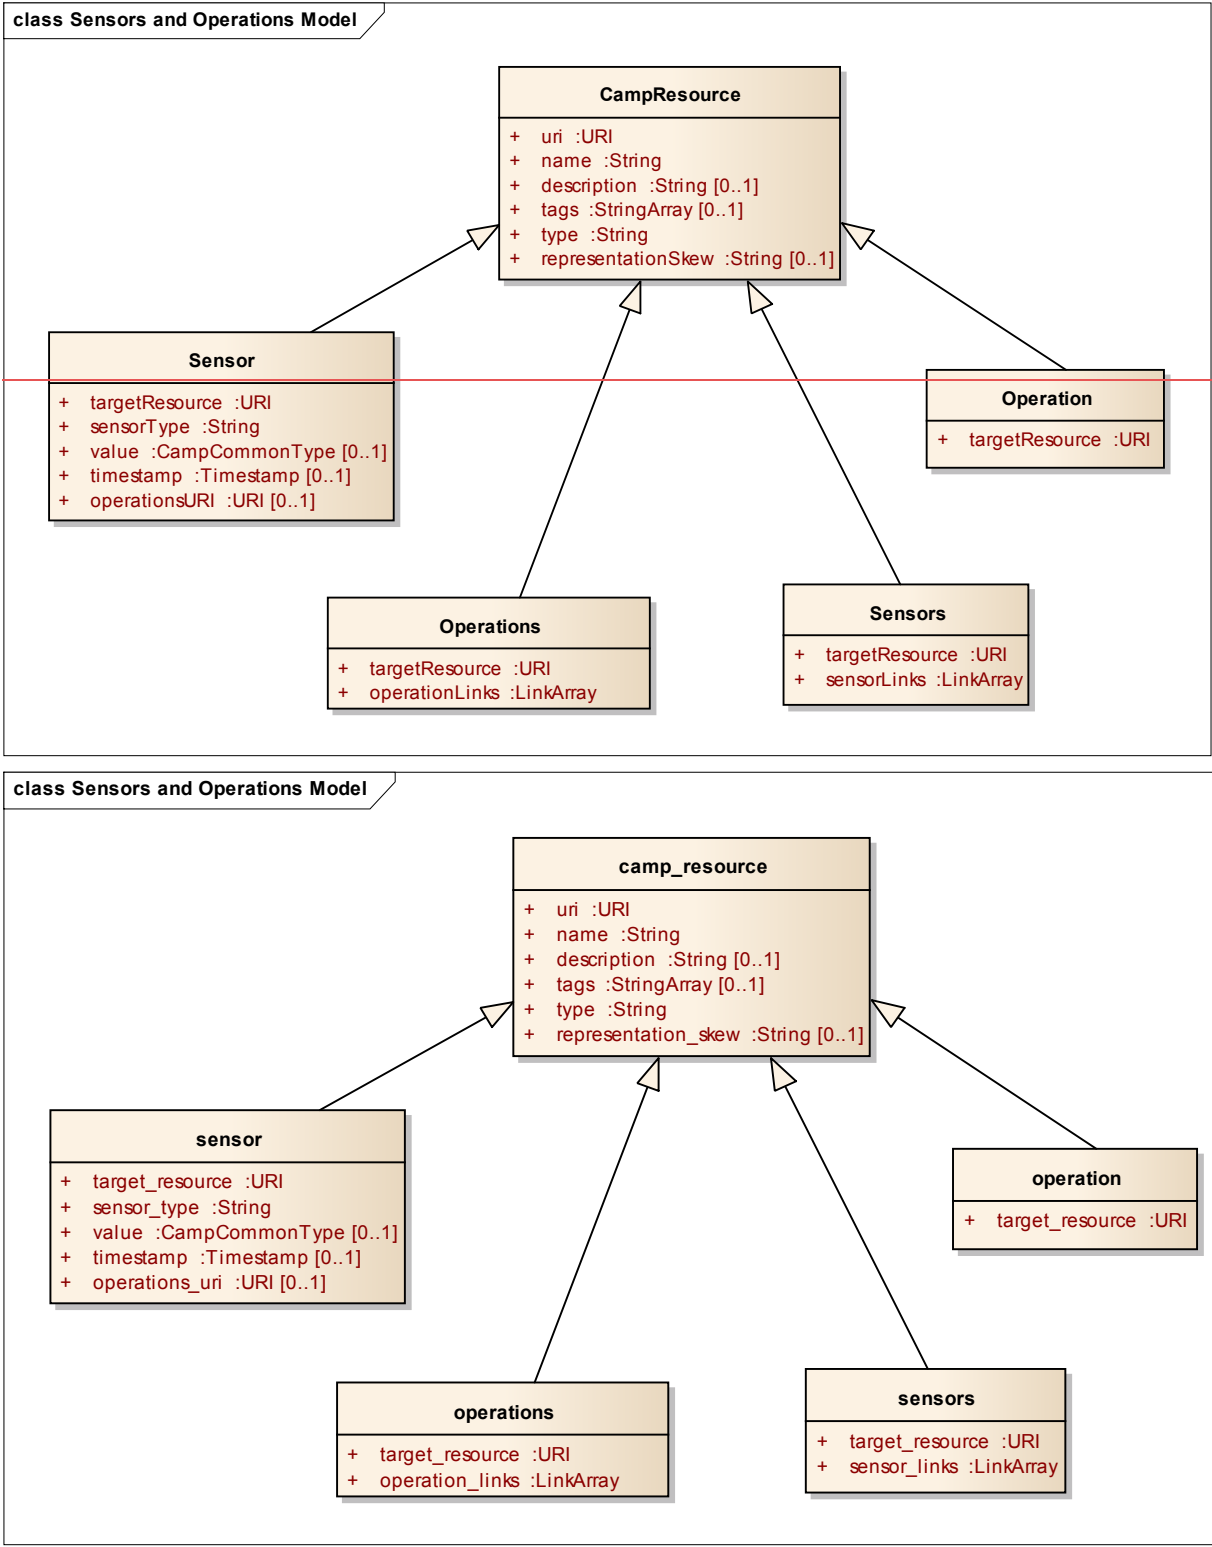 class Sensors and Operations Model
CampResource
+ uri :URI
+ name :String
+ description :String [0..1]
+ tags :StringArray [0..1]
+ type :String
+ representationSkew :String [0..1]
Sensor
+ targetResource :URI
+ sensorType :String
+ value :CampCommonType [0..1]
+ timestamp :Timestamp [0..1]
+ operationsURI :URI [0..1]
Operation
+ targetResource :URI
Operations
+ targetResource :URI
+ operationLinks :LinkArray
Sensors
+ targetResource :URI
+ sensorLinks :LinkArray
class Sensors and Operations Model
camp_resource
+ uri :URI
+ name :String
+ description :String [0..1]
+ tags :StringArray [0..1]
+ type :String
+ representation_skew :String [0..1]
sensor
+ target_resource :URI
+ sensor_type :String
+ value :CampCommonType [0..1]
+ timestamp :Timestamp [0..1]
+ operations_uri :URI [0..1]
operation
+ target_resource :URI
operations
+ target_resource :URI
+ operation_links :LinkArray
sensors
+ target_resource :URI
+ sensor_links :LinkArray